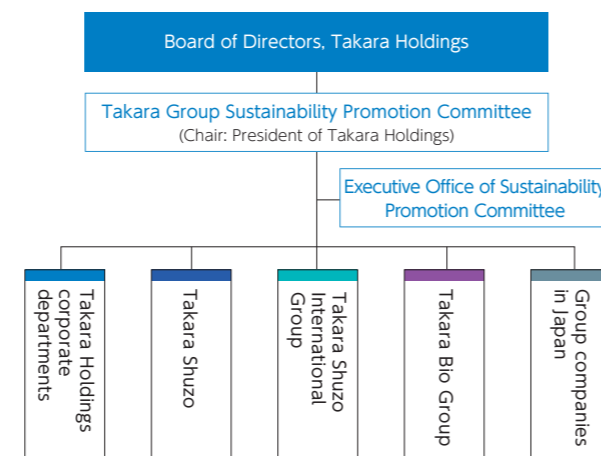 Board of Directors, Takara Holdings
Takara Group Sustainability Promotion Committee
(Chair: President of Takara Holdings)
Executive Office of Sustainability
Promotion Committee
Takara Holdings
corporate
departments
Takara Shuzo
Takara Shuzo
International
Group
Takara Bio Group
Group companies
in Japan